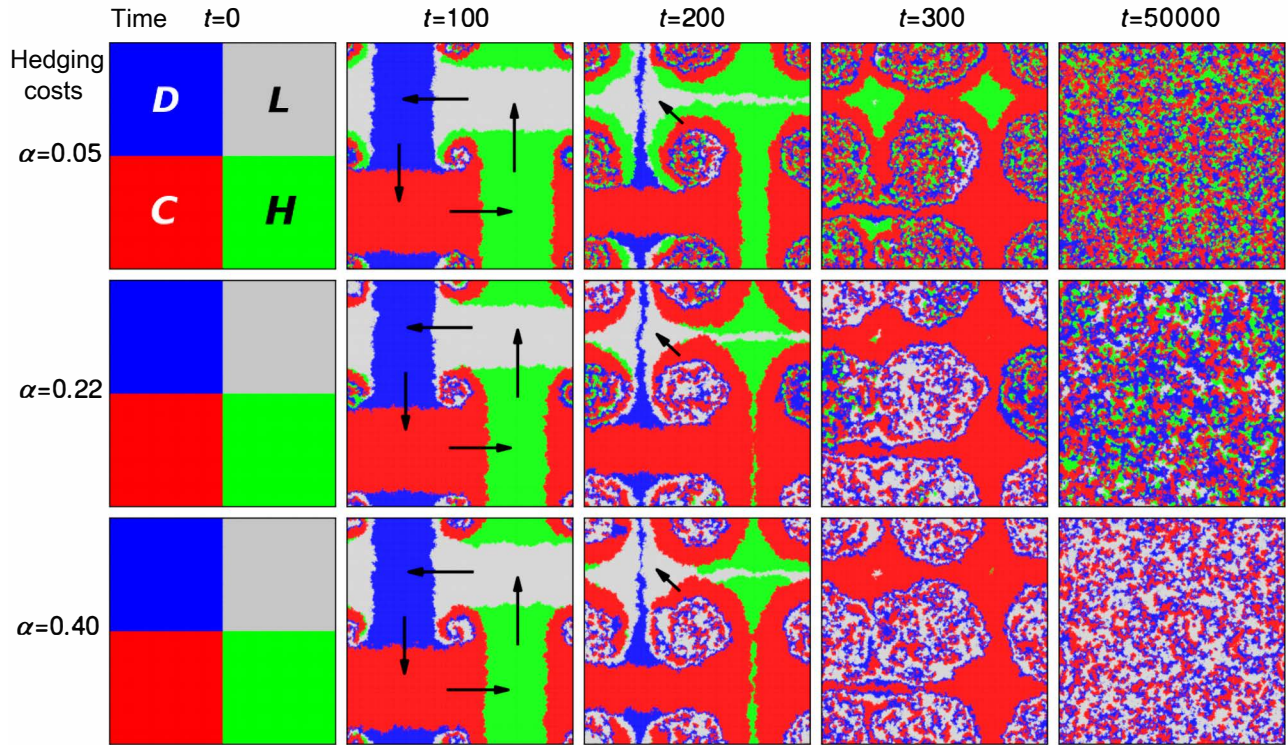 Time t=0 t=100 t=200 t=300 t=50000
Hedging
costs
D L
α=0.05
C H
α=0.22
α=0.40